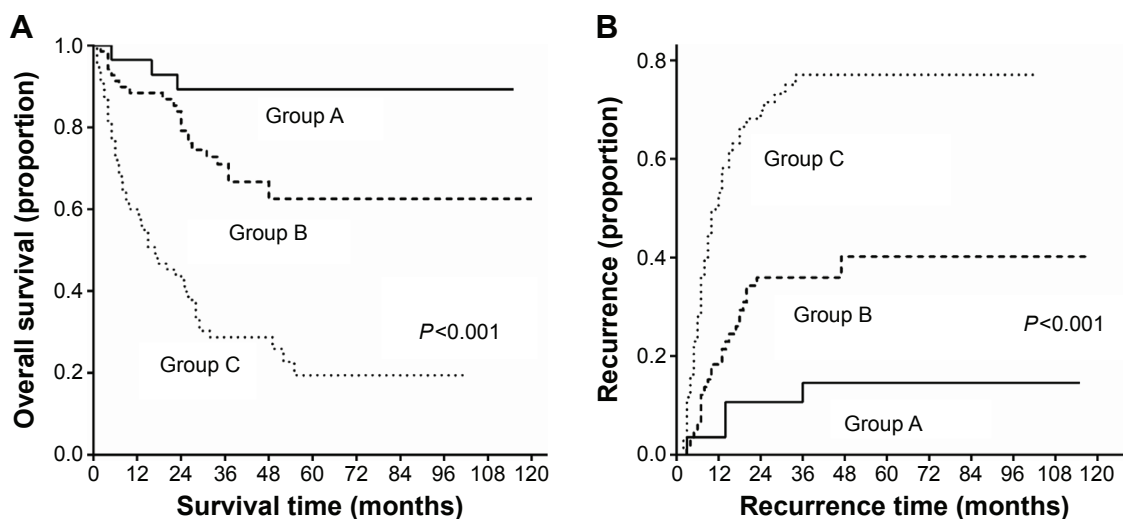 A
Overall survival (proportion)
1.0
0.8
0.6
0.4
0.2
0.0
Group A
Group B
Group C
P<0.001
0 12 24 36 48 60 72 84 96 108 120
Survival time (months)
B
Recurrence (proportion)
0.8
0.6
0.4
0.2
0.0
Group C
Group B
P<0.001
Group A
0 12 24 36 48 60 72 84 96 108 120
Recurrence time (months)